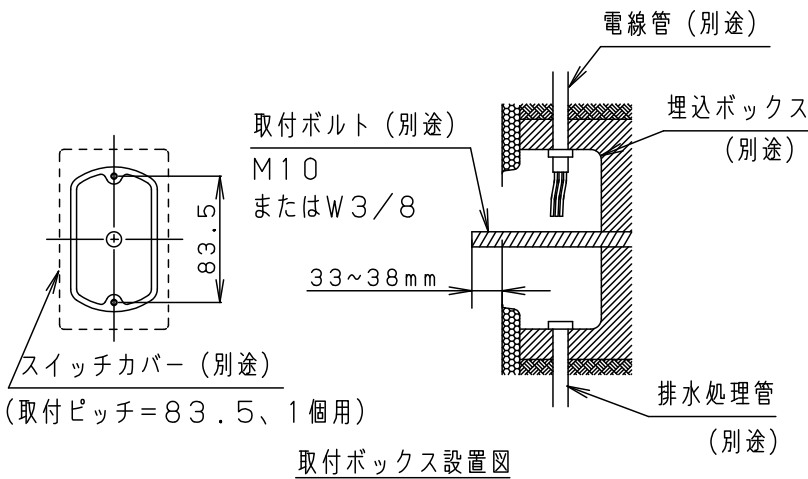 電線管（別途）
埋込ボックス
（別途）
取付ボルト（別途）
M10
またはW3/8
83.5
33~38mm
スイッチカバー（別途）
（取付ピッチ＝83.5、1個用）
排水処理管
（別途）
取付ボックス設置図